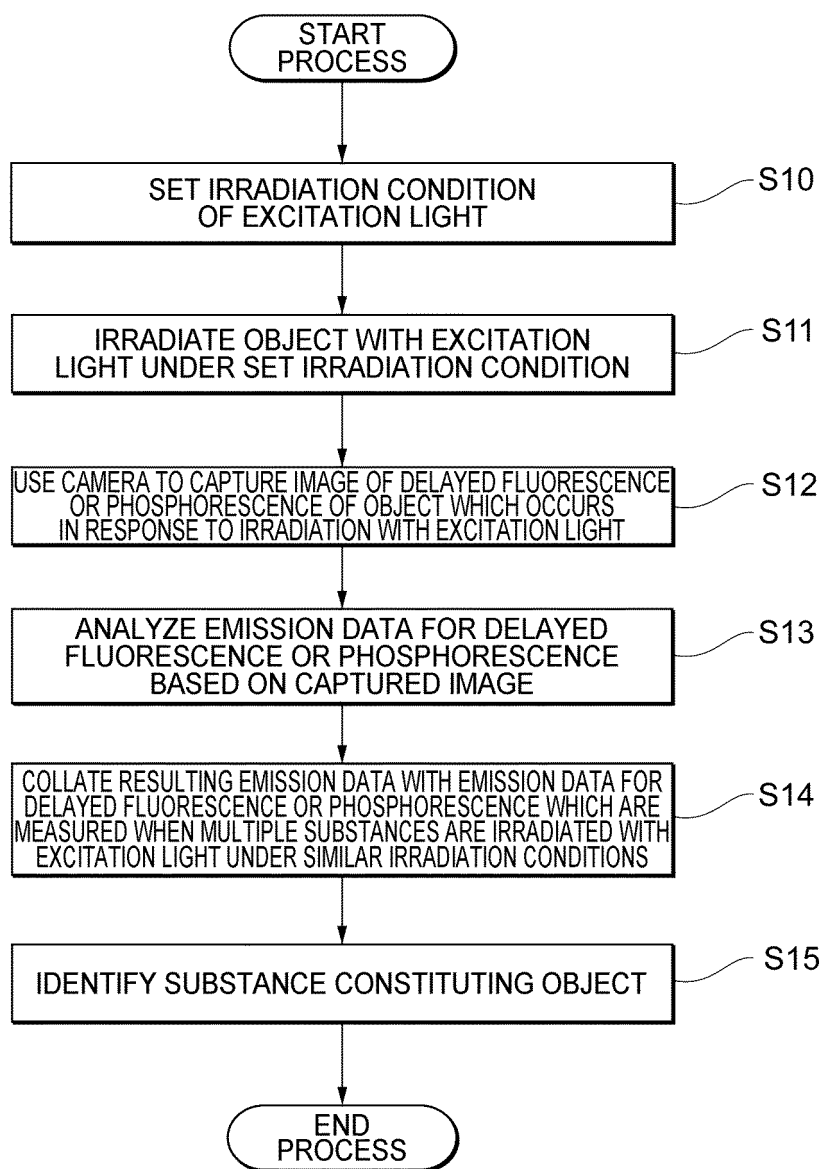 START
PROCESS
SET IRRADIATION CONDITION
OF EXCITATION LIGHT
S10
IRRADIATE OBJECT WITH EXCITATION
LIGHT UNDER SET IRRADIATION CONDITION
S11
USE CAMERA TO CAPTURE IMAGE OF DELAYED FLUORESCENCE
OR PHOSPHORESCENCE OF OBJECT WHICH OCCURS
IN RESPONSE TO IRRADIATION WITH EXCITATION LIGHT
S12
ANALYZE EMISSION DATA FOR DELAYED
FLUORESCENCE OR PHOSPHORESCENCE
BASED ON CAPTURED IMAGE
S13
COLLATE RESULTING EMISSION DATA WITH EMISSION DATA FOR
DELAYED FLUORESCENCE OR PHOSPHORESCENCE WHICH ARE
MEASURED WHEN MULTIPLE SUBSTANCES ARE IRRADIATED WITH
EXCITATION LIGHT UNDER SIMILAR IRRADIATION CONDITIONS
S14
IDENTIFY SUBSTANCE CONSTITUTING OBJECT
S15
END
PROCESS